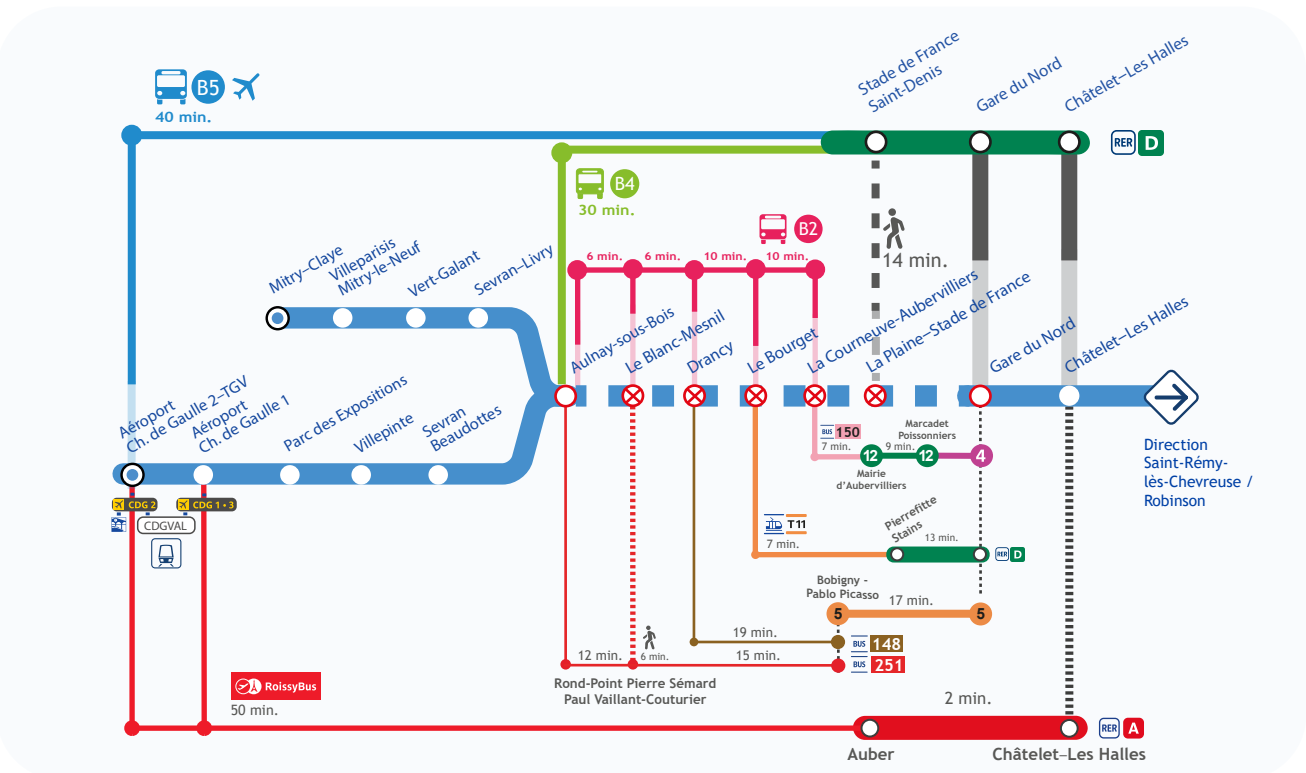 Stade de France
Saint-Denis
Gare du Nord
Châtelet–Les Halles
B5
40 min.
RER D
B4
30 min.
B2
6 min.
6 min.
10 min.
10 min.
14 min.
Mitry–Claye
Villeparisis
Mitry-le-Neuf
Vert-Galant
Sevran–Livry
Aulnay-sous-Bois
Le Blanc-Mesnil
Drancy
Le Bourget
La Courneuve-Aubervilliers
La Plaine–Stade de France
Gare du Nord
Châtelet–Les Halles
Aéroport
Ch. de Gaulle 2–TGV
Aéroport
Ch. de Gaulle 1
Parc des Expositions
Villepinte
Sevran
Beaudottes
Direction
Saint-Rémy-
lès-Chevreuse /
Robinson
BUS 150
7 min.
12
Mairie
d'Aubervilliers
9 min.
Marcadet
Poissonniers
12
4
CDG 2
CDG 1 • 3
CDGVAL
T11
7 min.
Pierrefitte
Stains
13 min.
RER D
Bobigny -
Pablo Picasso
5
17 min.
5
19 min.
BUS 148
12 min.
6 min.
15 min.
BUS 251
Rond-Point Pierre Sémard
Paul Vaillant-Couturier
RoissyBus
50 min.
2 min.
RER A
Auber
Châtelet–Les Halles